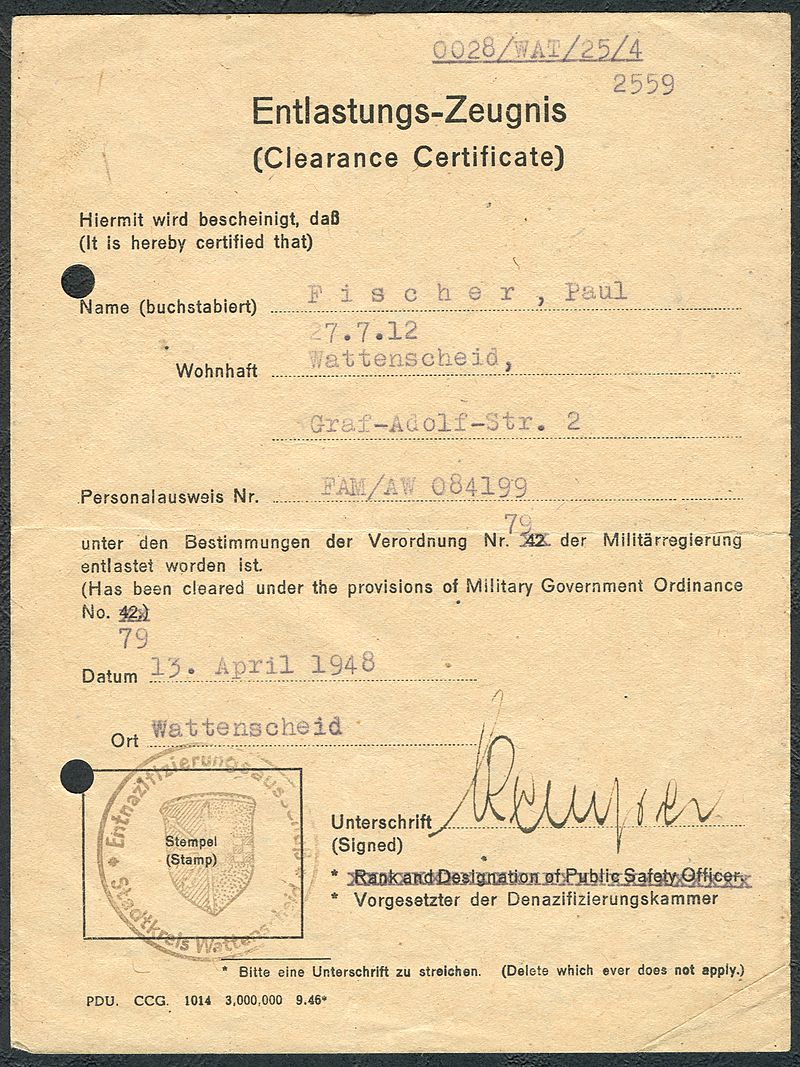 0028/WAT/25/4
2559
Entlastungs-Zeugnis
(Clearance Certificate)
Hiermit wird bescheinigt, daß
(It is hereby certified that)
Name (buchstabiert) Fischer, Paul
27.7.12
Wohnhaft Wattenscheid,
Graf-Adolf-Str. 2
Personalausweis Nr. FAM/AW 084199
79
unter den Bestimmungen der Verordnung Nr. 42 der Militärregierung
entlastet worden ist.
(Has been cleared under the provisions of Military Government Ordinance
No. 42.)
79
Datum 13. April 1948
Ort Wattenscheid
Entnazifizierungsausschuß
Stadtkreis Wattenscheid
Stempel
(Stamp)
Unterschrift
(Signed)
* Rank and Designation of Public Safety Officer.
* Vorgesetzter der Denazifizierungskammer
* Bitte eine Unterschrift zu streichen. (Delete which ever does not apply.)
PDU. CCG. 1014 3,000,000 9.46*